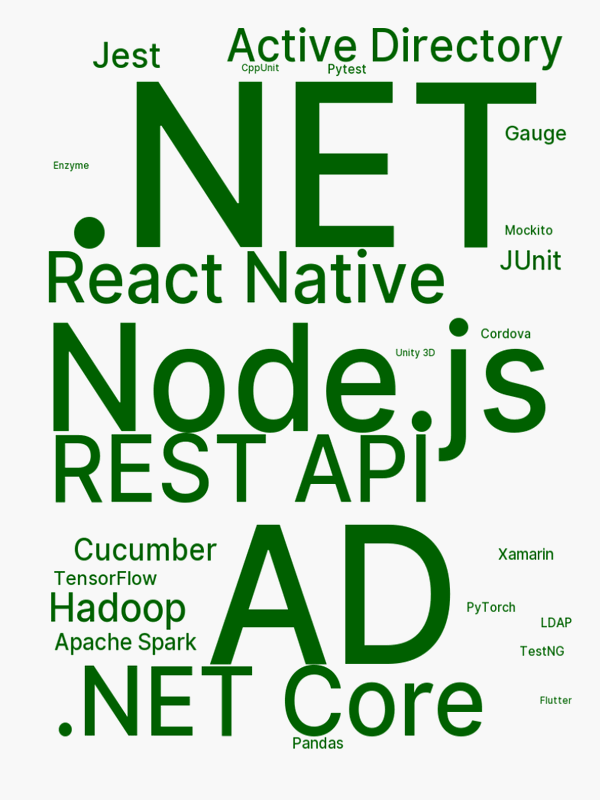 Jest
Active Directory
CppUnit
Pytest
.NET
Gauge
Enzyme
Mockito
JUnit
React Native
Node.js
Cordova
Unity 3D
REST API
AD
Cucumber
Xamarin
TensorFlow
Hadoop
PyTorch
LDAP
Apache Spark
TestNG
.NET Core
Flutter
Pandas